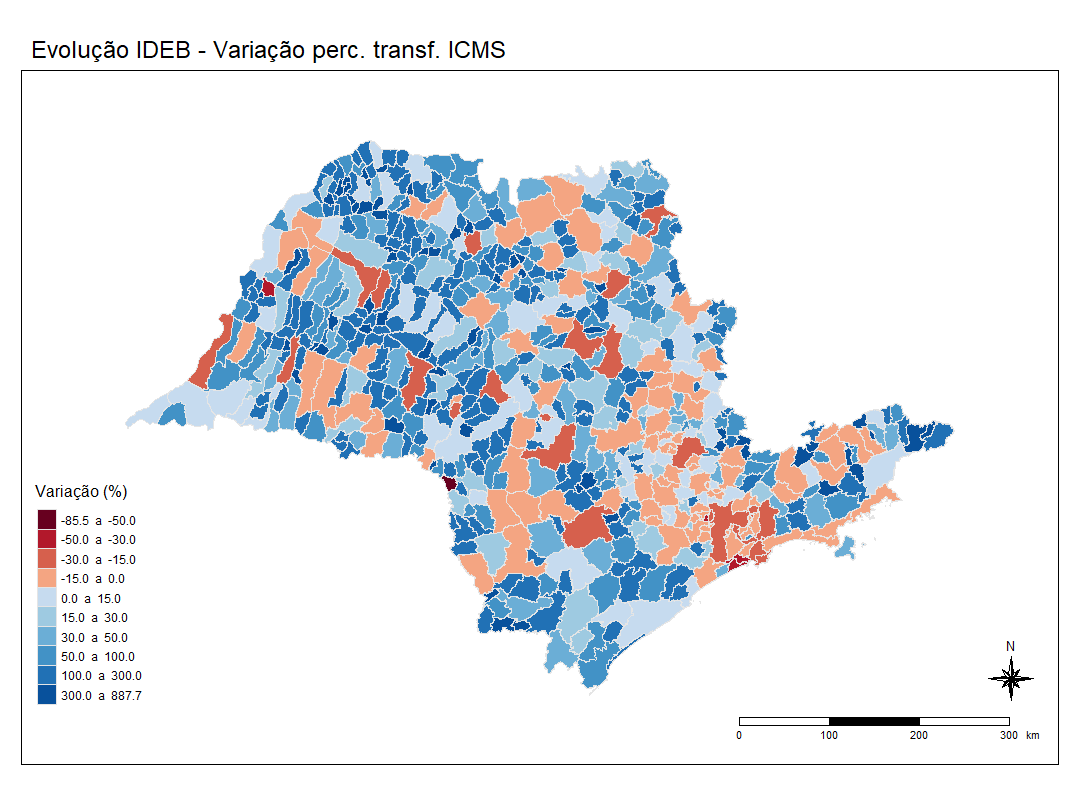 Evolução IDEB - Variação perc. transf. ICMS
Variação (%)
-85.5 a -50.0
-50.0 a -30.0
-30.0 a -15.0
-15.0 a 0.0
0.0 a 15.0
15.0 a 30.0
30.0 a 50.0
50.0 a 100.0
100.0 a 300.0
300.0 a 887.7
N
0 100 200 300 km